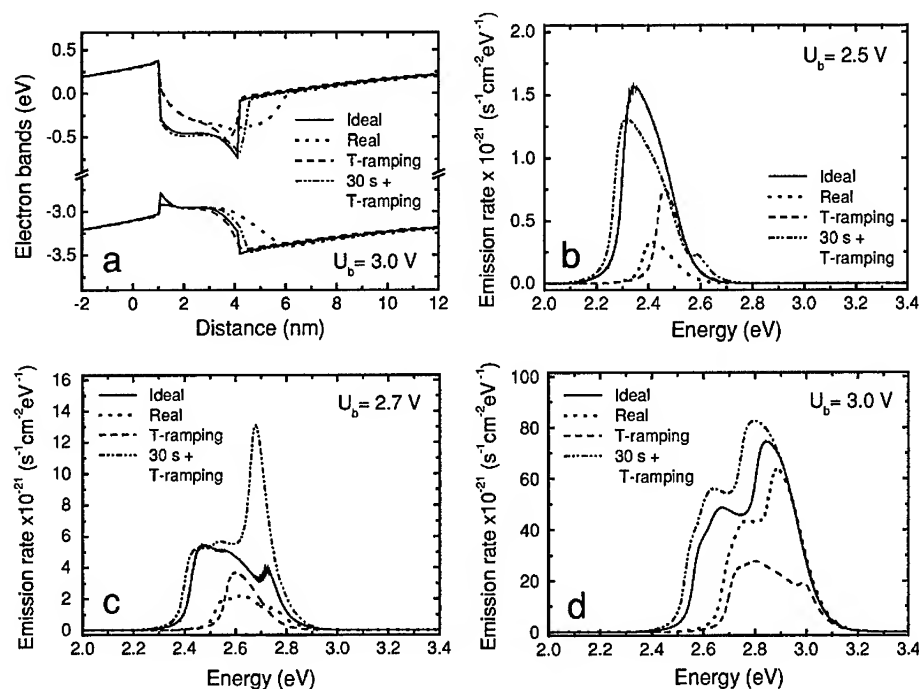 0.5
0.0
-0.5
-3.0
-3.5
Electron bands (eV)
Ideal
Real
T-ramping
30 s +
T-ramping
a
U_b= 3.0 V
-2 0 2 4 6 8 10 12
Distance (nm)
2.0
1.5
1.0
0.5
0.0
Emission rate x 10^-21 (s^-1cm^-2eV^-1)
U_b= 2.5 V
Ideal
Real
T-ramping
30 s +
T-ramping
b
2.0 2.2 2.4 2.6 2.8 3.0 3.2 3.4
Energy (eV)
16
14
12
10
8
6
4
2
0
Emission rate x10^-21 (s^-1cm^-2eV^-1)
Ideal
Real
T-ramping
30 s +
T-ramping
U_b= 2.7 V
c
2.0 2.2 2.4 2.6 2.8 3.0 3.2 3.4
Energy (eV)
100
80
60
40
20
0
Emission rate x10^-21 (s^-1cm^-2eV^-1)
Ideal
Real
T-ramping
30 s +
T-ramping
U_b= 3.0 V
d
2.0 2.2 2.4 2.6 2.8 3.0 3.2 3.4
Energy (eV)